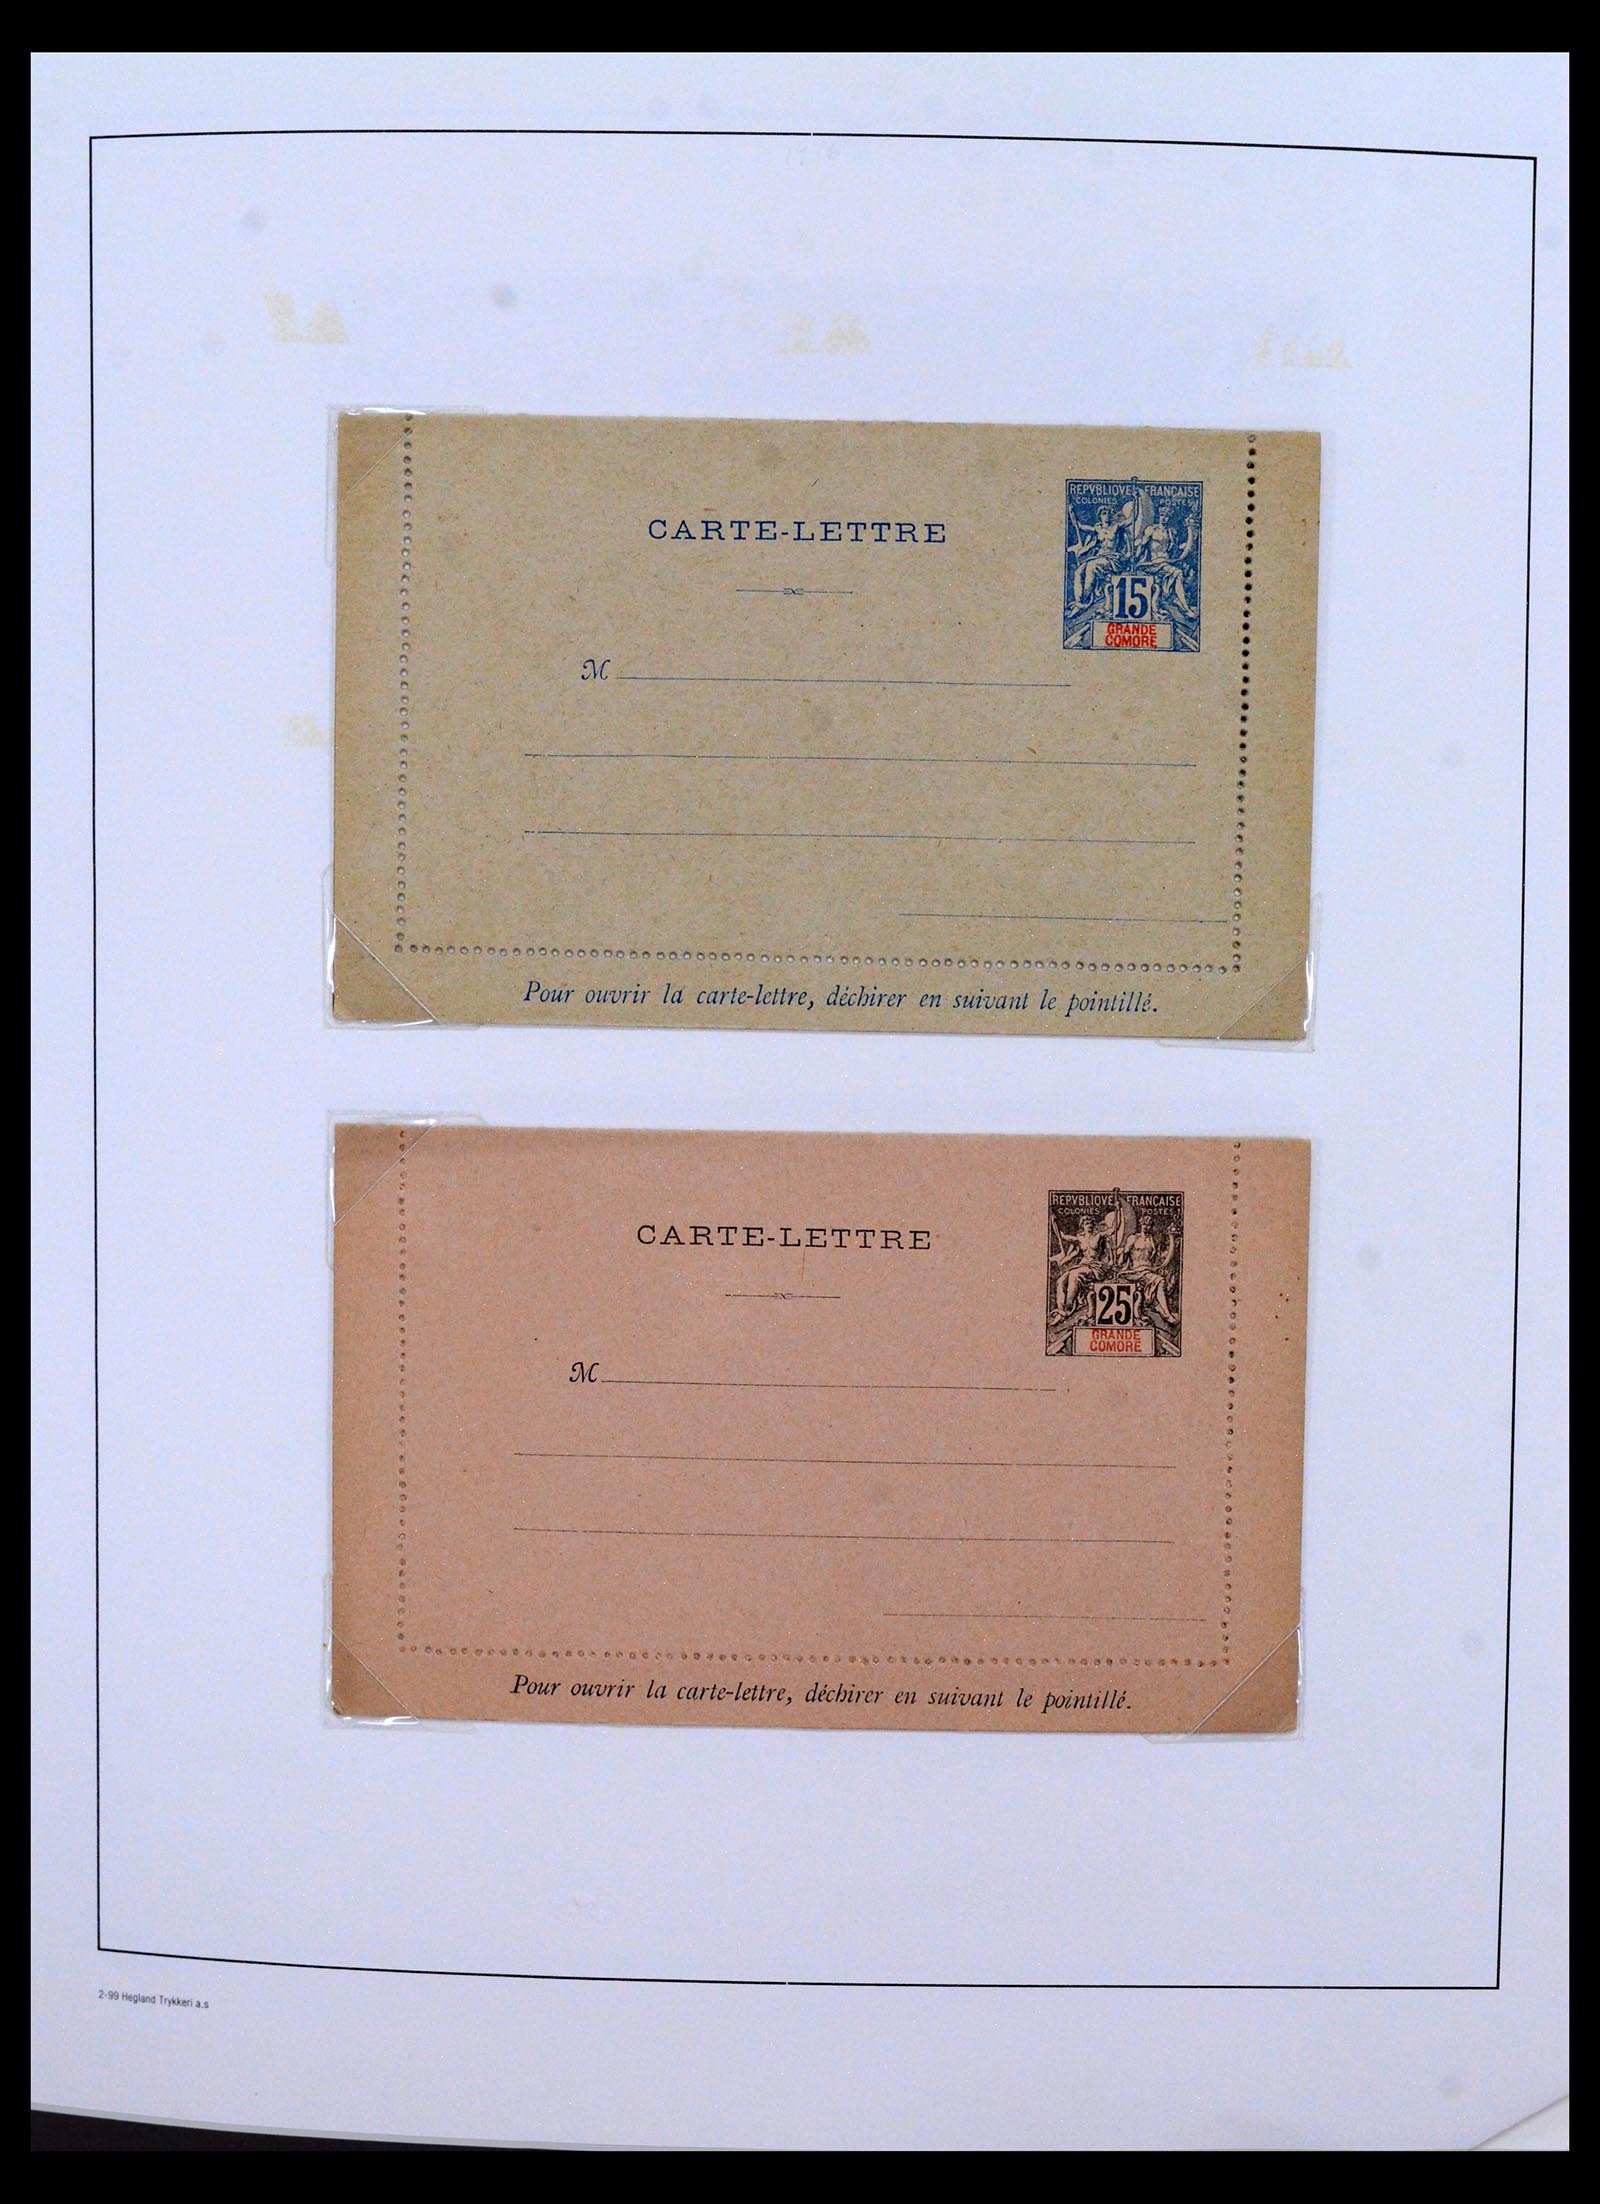 CARTE-LETTRE
REPVBLIQVE FRANÇAISE
COLONIES POSTES
15
GRANDE
COMORE
M
Pour ouvrir la carte-lettre, déchirer en suivant le pointillé.
CARTE-LETTRE
REPVBLIQVE FRANÇAISE
COLONIES POSTES
25
GRANDE
COMORE
M
Pour ouvrir la carte-lettre, déchirer en suivant le pointillé.
2-99 Hegland Trykkeri a.s